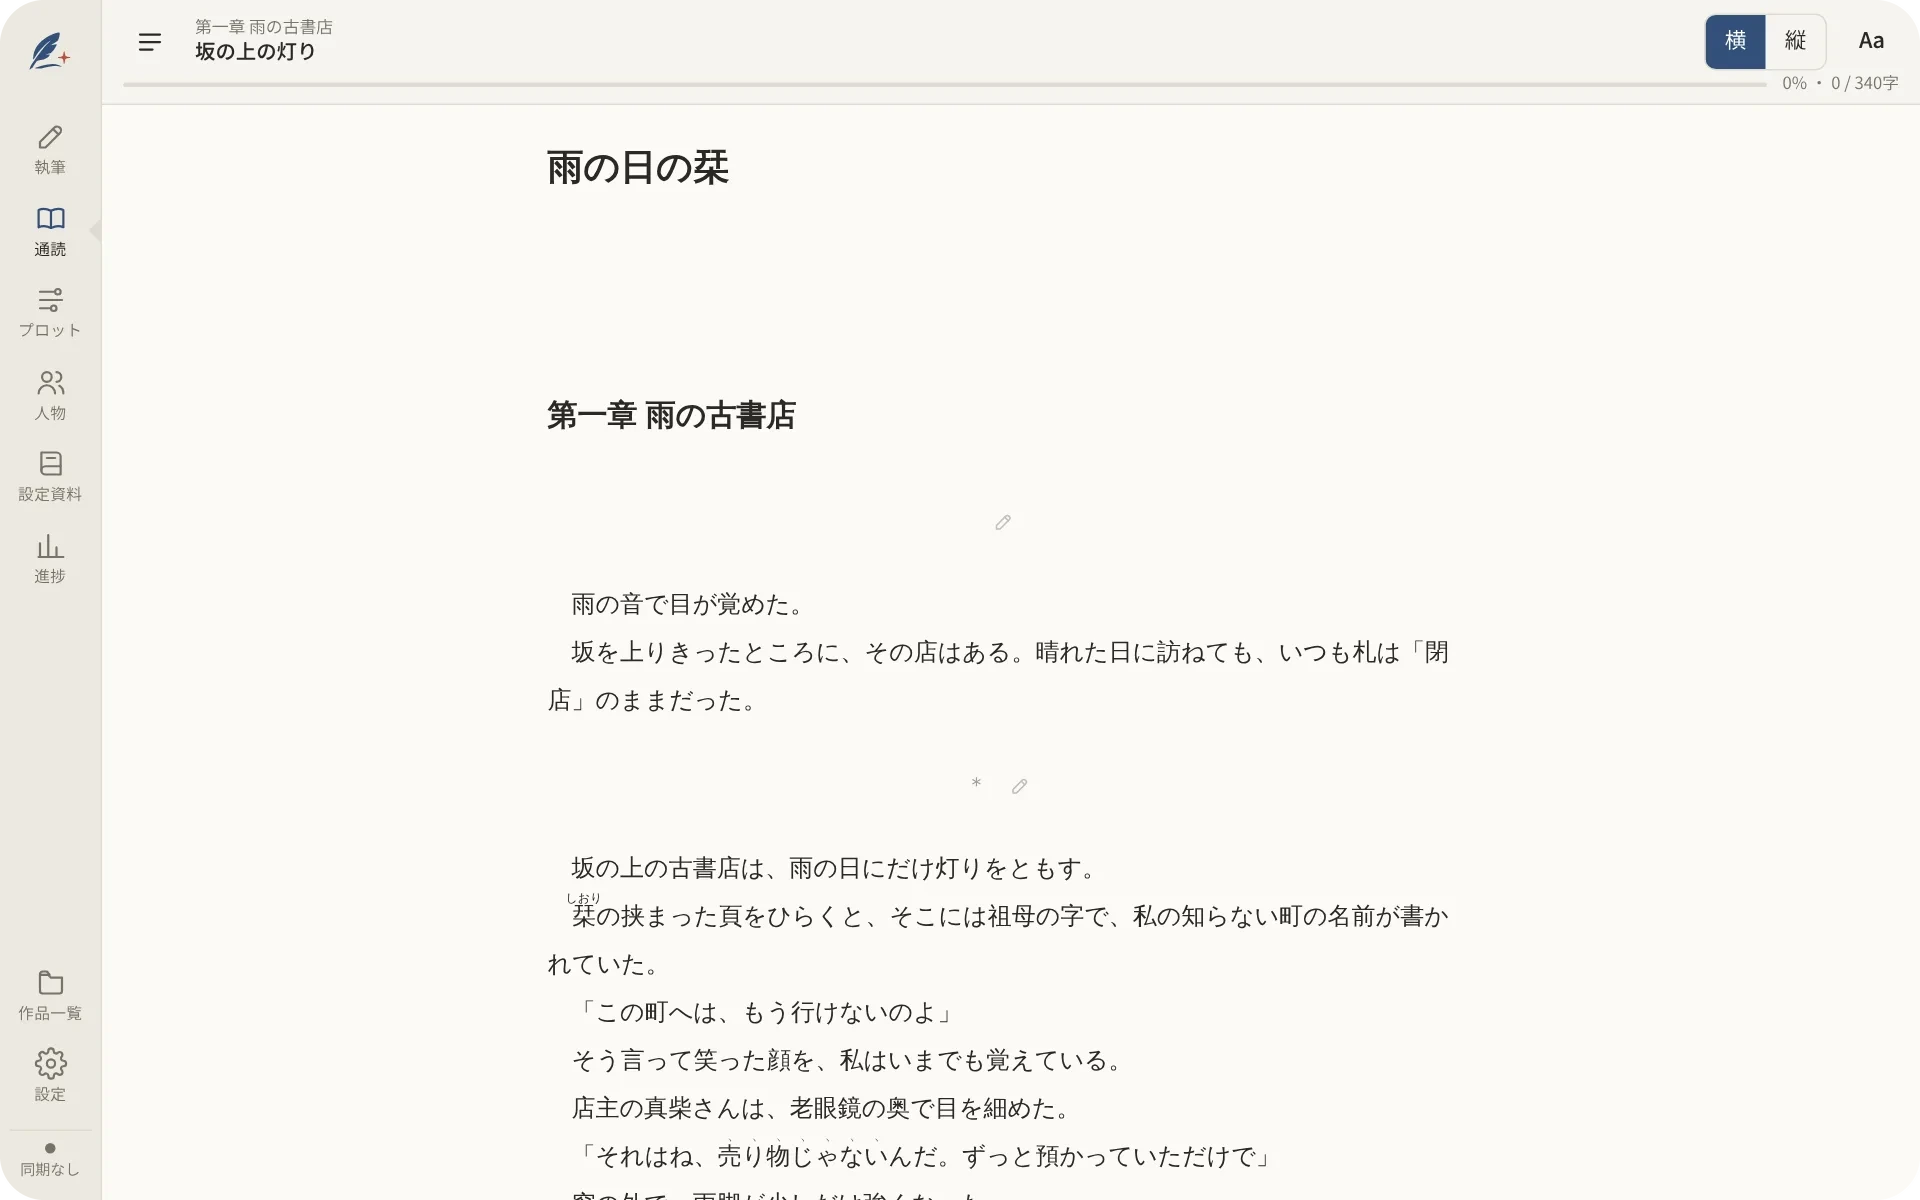 第一章 雨の古書店
坂の上の灯り
横
縦
Aa
0% ・ 0 / 340字
執筆
通読
プロット
人物
設定資料
進捗
作品一覧
設定
同期なし
雨の日の栞
第一章 雨の古書店
雨の音で目が覚めた。
坂を上りきったところに、その店はある。晴れた日に訪ねても、いつも札は「閉
店」のままだった。
*
坂の上の古書店は、雨の日にだけ灯りをともす。
しおり
栞の挟まった頁をひらくと、そこには祖母の字で、私の知らない町の名前が書か
れていた。
「この町へは、もう行けないのよ」
そう言って笑った顔を、私はいまでも覚えている。
店主の真柴さんは、老眼鏡の奥で目を細めた。
「それはね、売り物じゃないんだ。ずっと預かっていただけで」